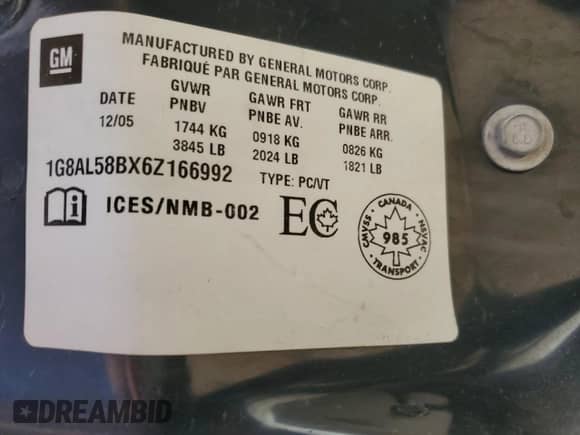 GM
MANUFACTURED BY GENERAL MOTORS CORP.
FABRIQUÉ PAR GENERAL MOTORS CORP.
DATE GVWR PNBV GAWR FRT PNBE AV. GAWR RR PNBE ARR.
12/05 1744 KG 0918 KG 0826 KG
3845 LB 2024 LB 1821 LB
1G8AL58BX6Z166992 TYPE: PC/VT
ICES/NMB-002 EC
CANADA
CMVSS 985 NSVAC
TRANSPORT
DREAMBID